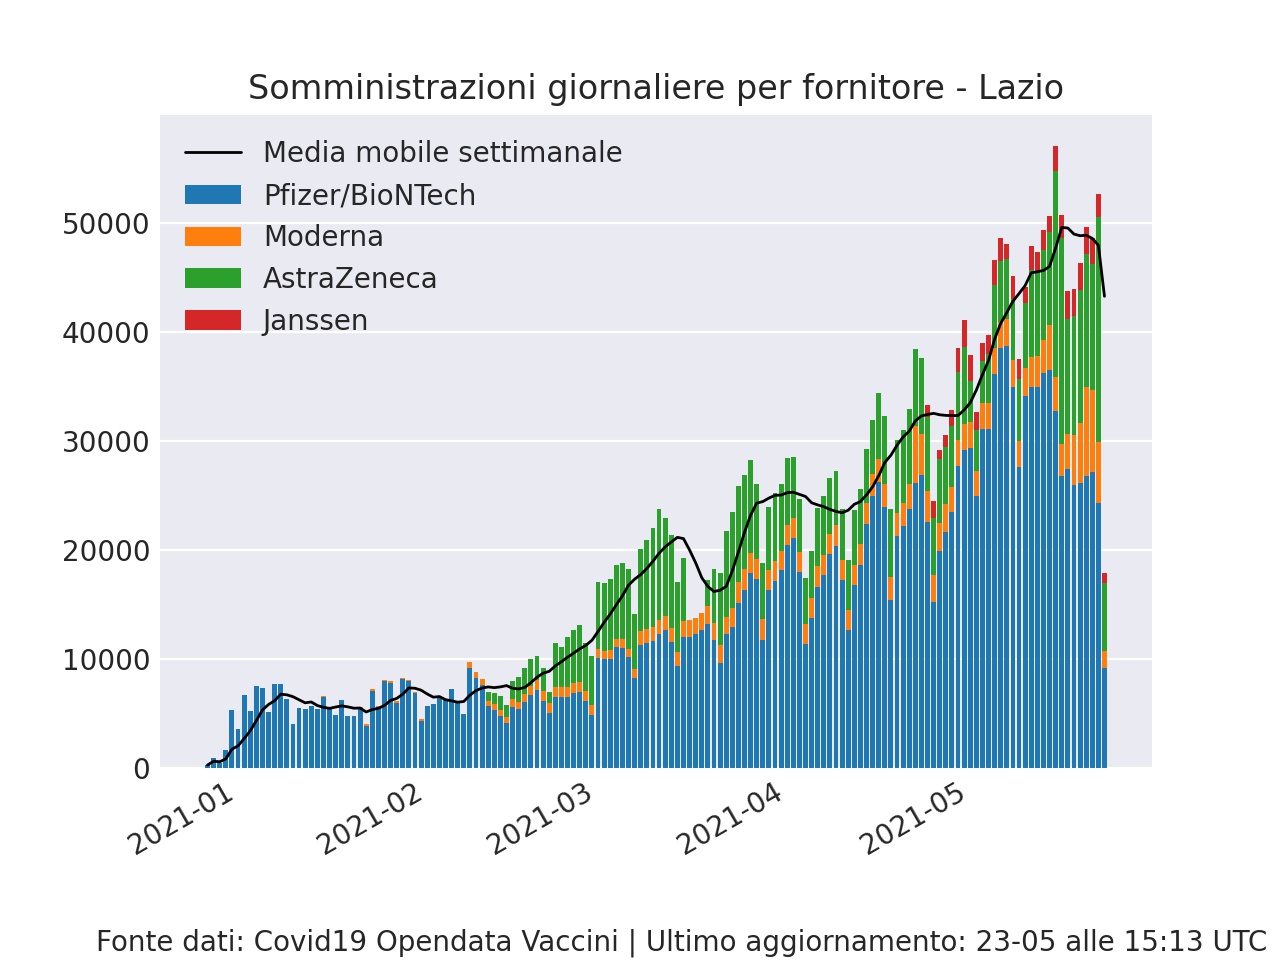 Somministrazioni giornaliere per fornitore - Lazio
Media mobile settimanale
Pfizer/BioNTech
Moderna
AstraZeneca
Janssen
50000
40000
30000
20000
10000
0
2021-01
2021-02
2021-03
2021-04
2021-05
Fonte dati: Covid19 Opendata Vaccini | Ultimo aggiornamento: 23-05 alle 15:13 UTC